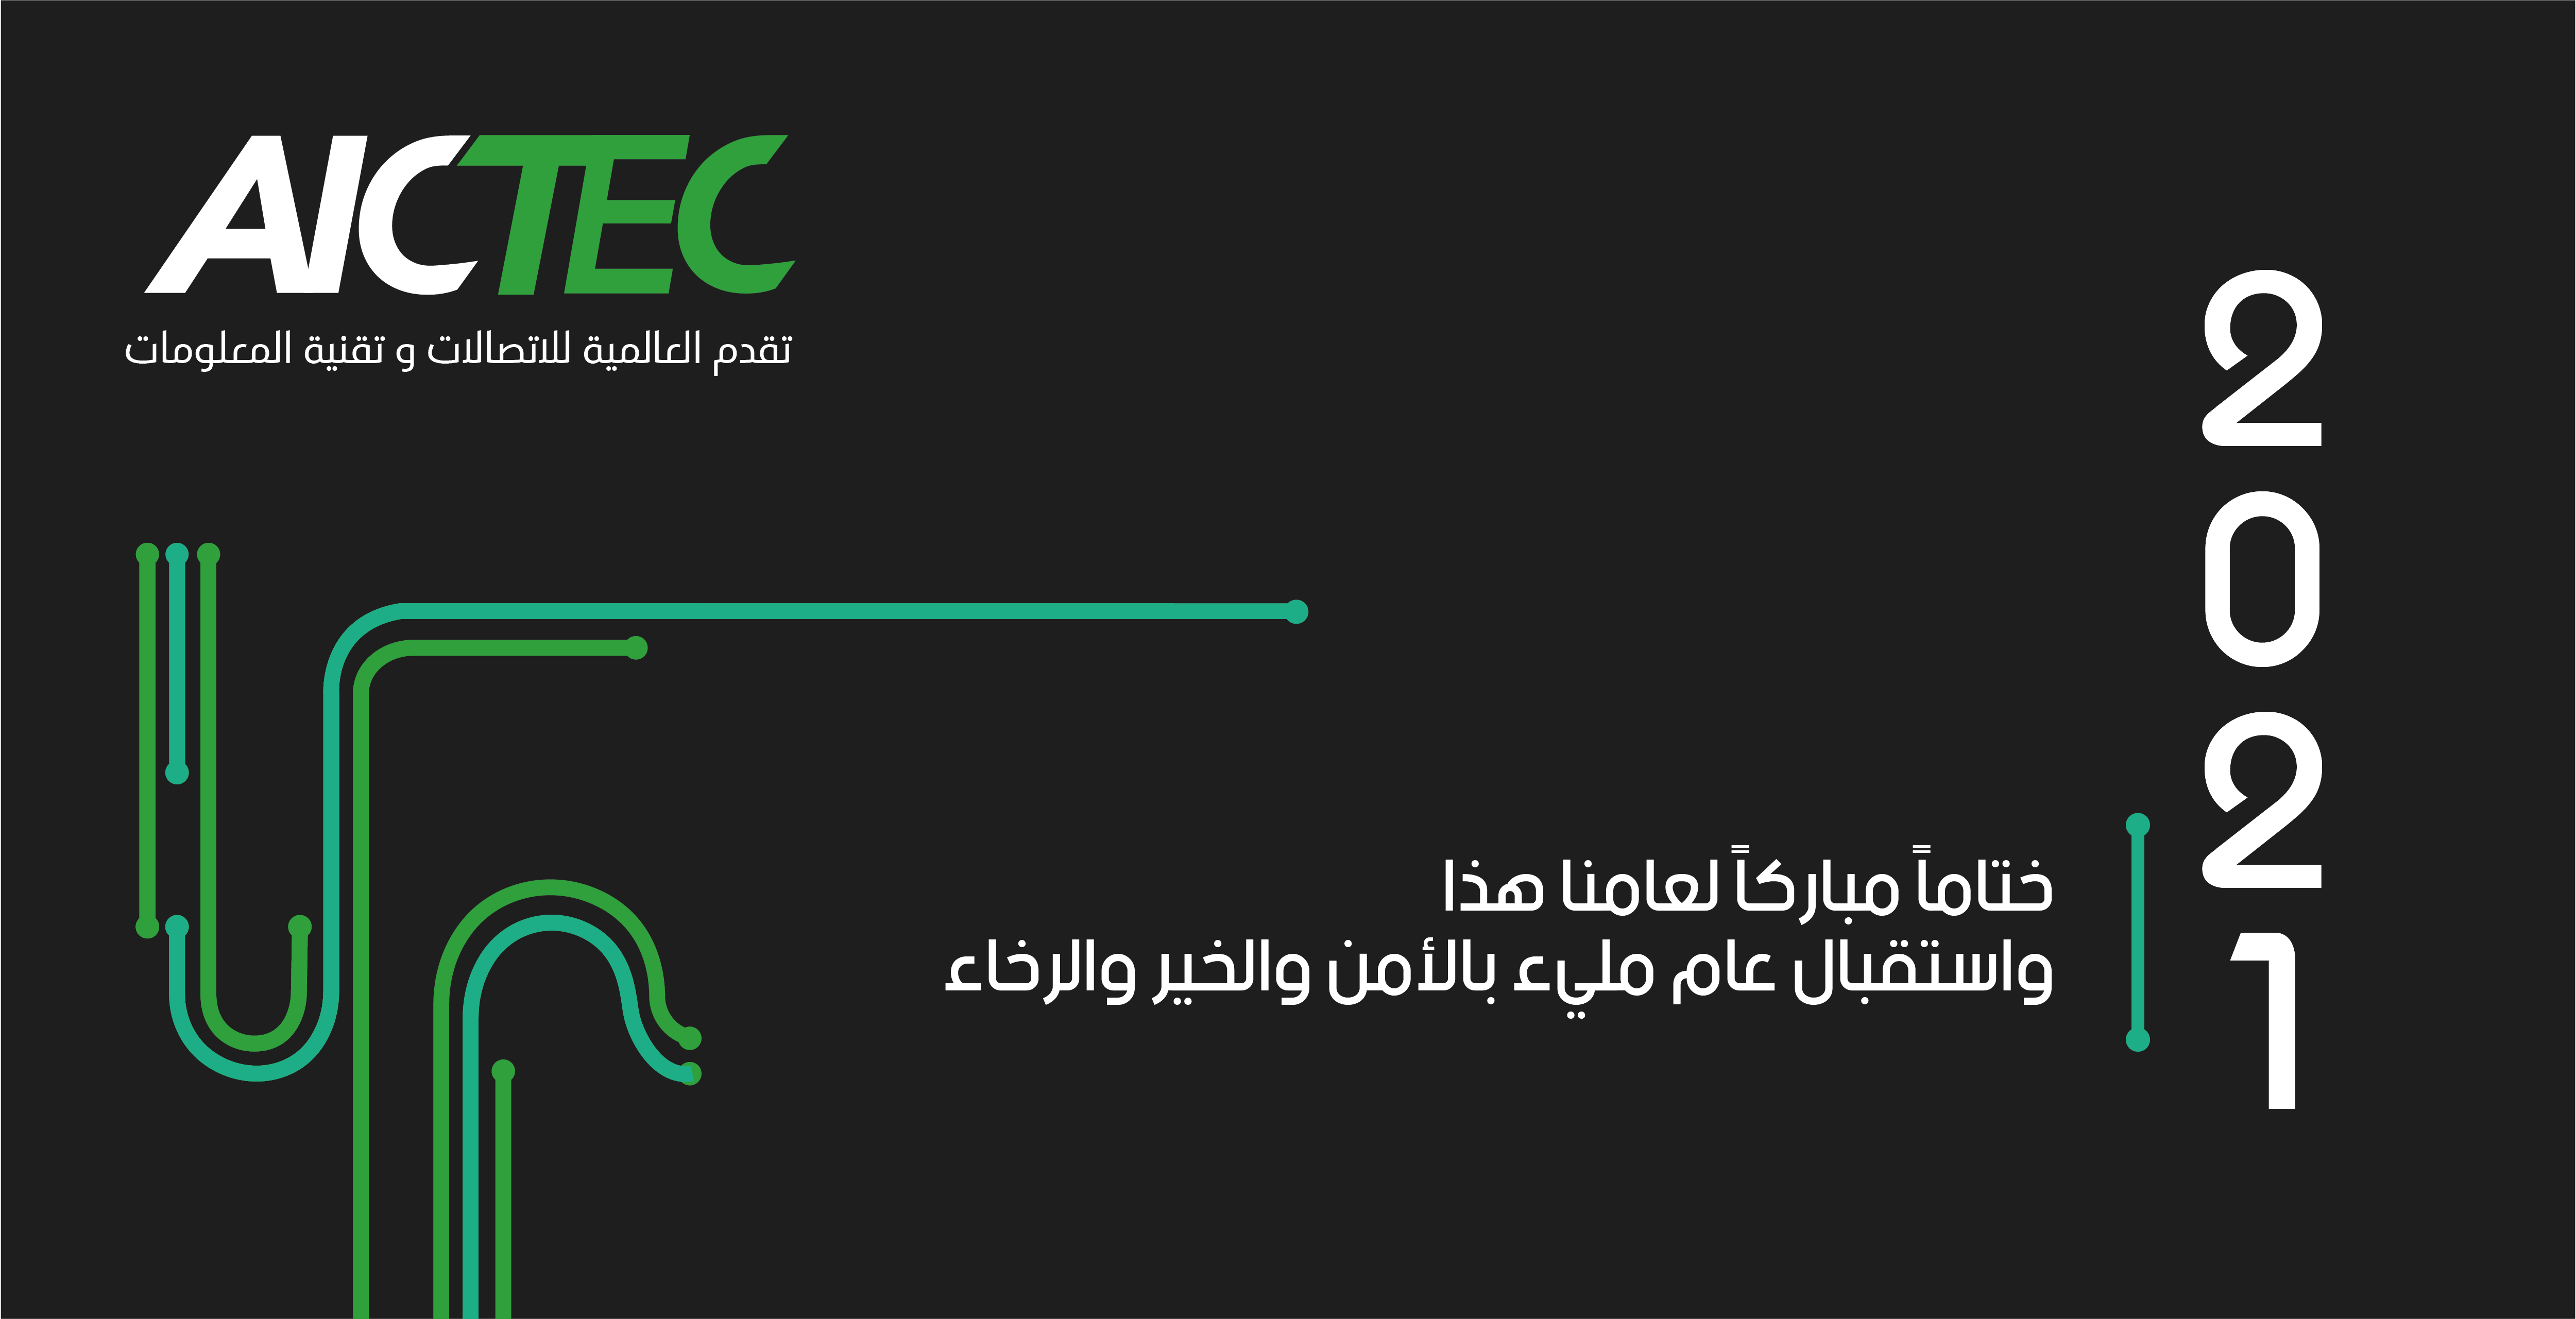 AICTEC
تقدم العالمية للاتصالات و تقنية المعلومات
2021
ختاماً مباركاً لعامنا هذا
واستقبال عام مليء بالأمن والخير والرخاء